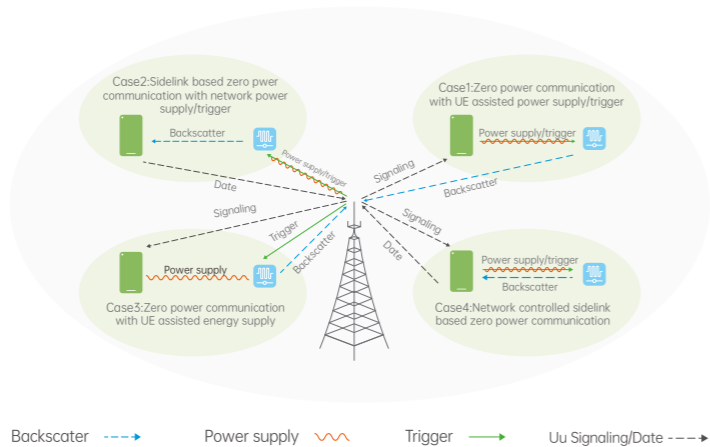 Case2:Sidelink based zero pwer
communication with network power
supply/trigger
Backscatter
Power supply/trigger
Date
Case1:Zero power communication
with UE assisted power supply/trigger
Power supply/trigger
Signaling
Backscatter
Signaling
Trigger
Backscatter
Power supply
Case3:Zero power communication
with UE assisted energy supply
Signaling
Date
Power supply/trigger
Backscatter
Case4:Network controlled sidelink
based zero power communication
Backscater
Power supply
Trigger
Uu Signaling/Date